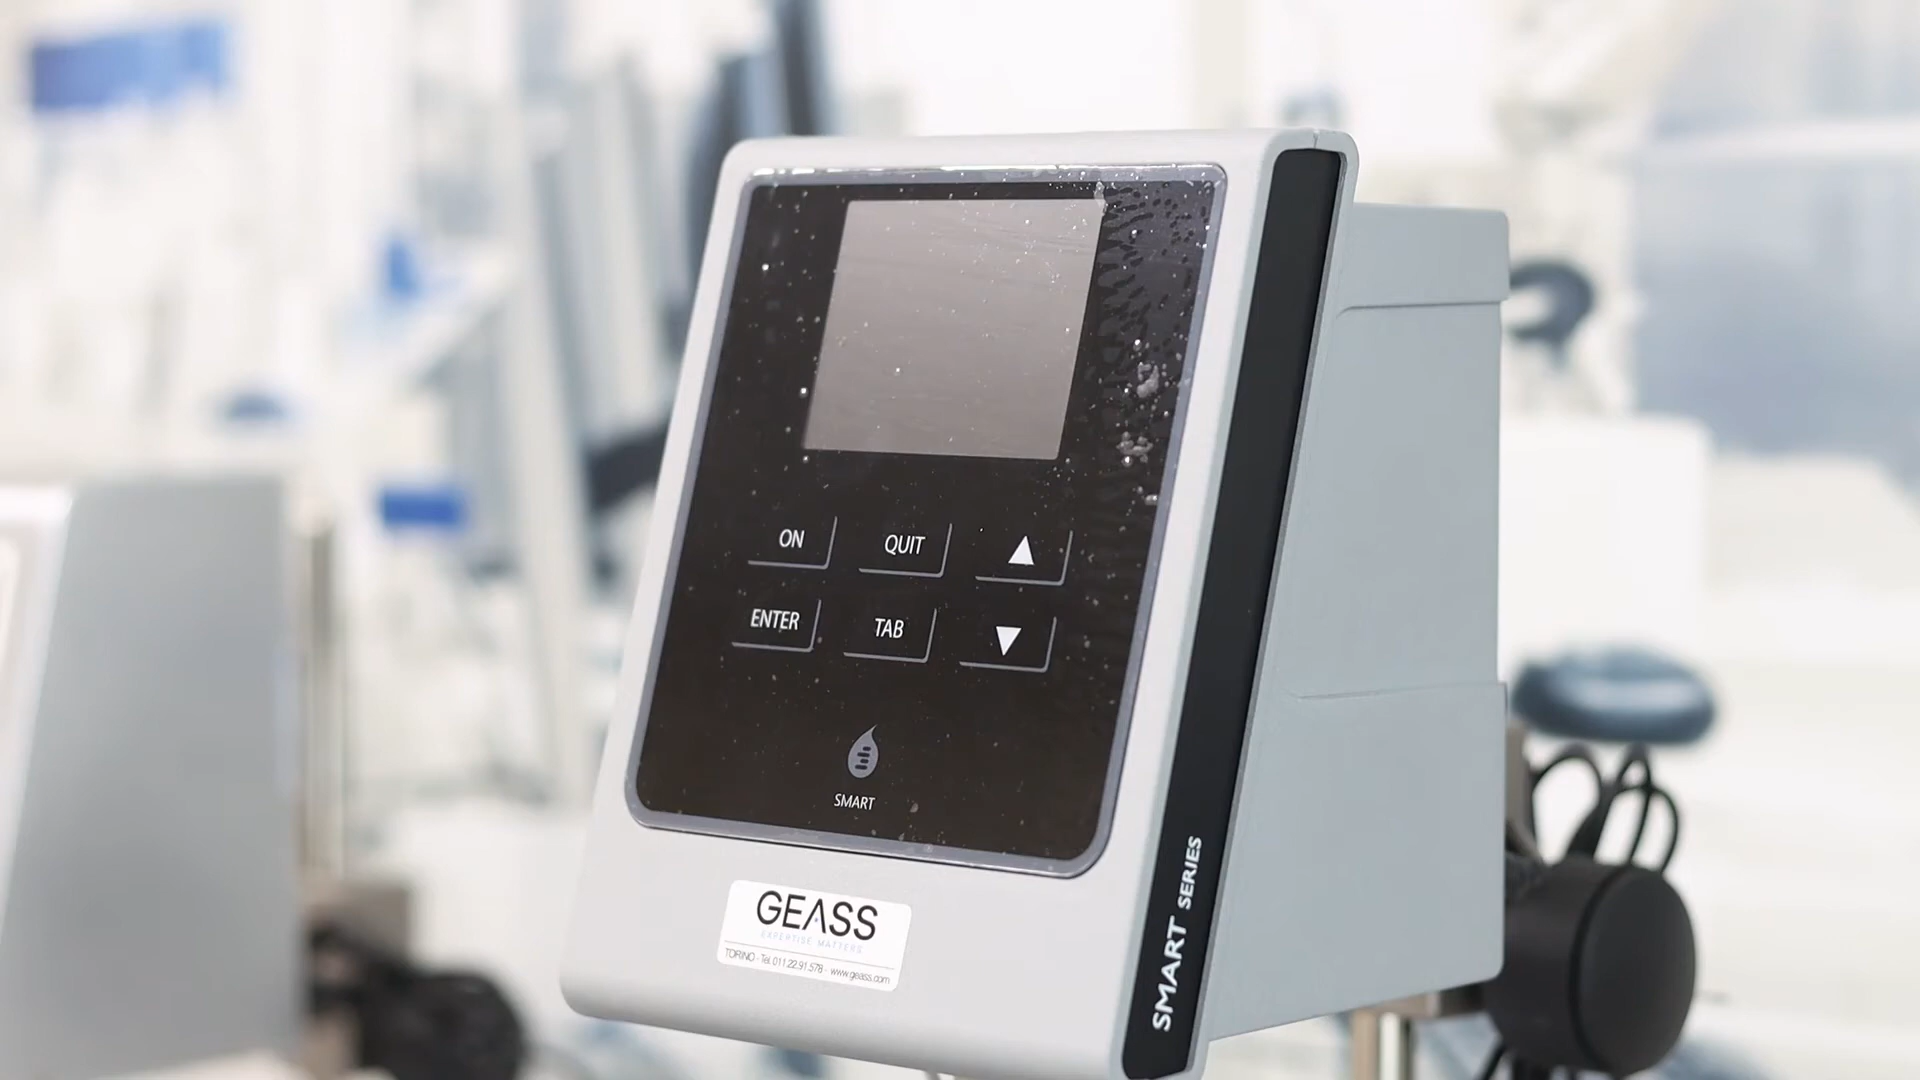 ON
QUIT
▲
ENTER
TAB
▼
SMART
GEASS
EXPERTISE MATTERS
TORINO - Tel. 011.22.91.578 - www.geass.com
SMART SERIES